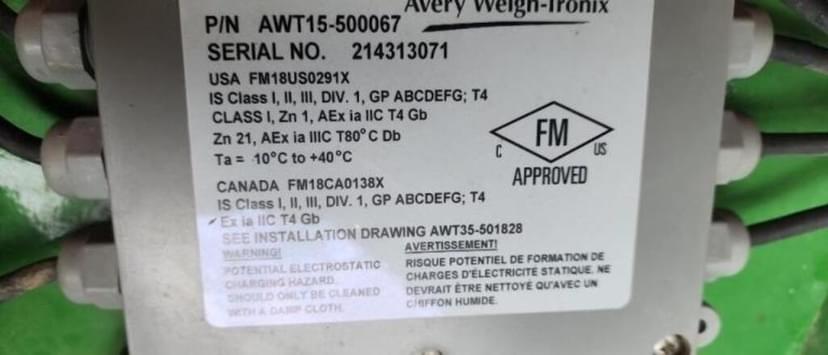 Avery Weigh-Tronix
P/N AWT15-500067
SERIAL NO. 214313071
USA FM18US0291X
IS Class I, II, III, DIV. 1, GP ABCDEFG; T4
CLASS I, Zn 1, AEx ia IIC T4 Gb
Zn 21, AEx ia IIIC T80°C Db
Ta = -10°C to +40°C
FM
C US
APPROVED
CANADA FM18CA0138X
IS Class I, II, III, DIV. 1, GP ABCDEFG; T4
Ex ia IIC T4 Gb
SEE INSTALLATION DRAWING AWT35-501828
WARNING!
POTENTIAL ELECTROSTATIC
CHARGING HAZARD.
SHOULD ONLY BE CLEANED
WITH A DAMP CLOTH.
AVERTISSEMENT!
RISQUE POTENTIEL DE FORMATION DE
CHARGES D'ÉLECTRICITE STATIQUE. NE
DEVRAIT ÊTRE NETTOYÉ QU'AVEC UN
CHIFFON HUMIDE.